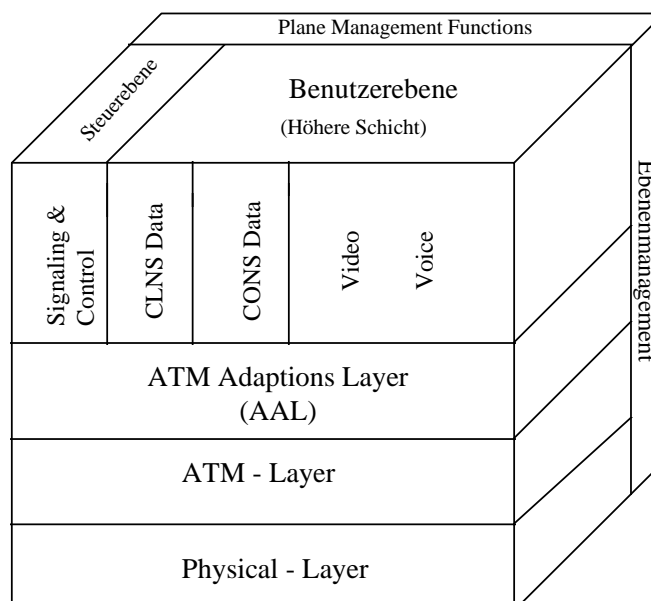 Plane Management Functions
Steuerebene
Benutzerebene
(Höhere Schicht)
Ebenenmanagement
Signaling &
Control
CLNS Data
CONS Data
Video
Voice
ATM Adaptions Layer
(AAL)
ATM - Layer
Physical - Layer